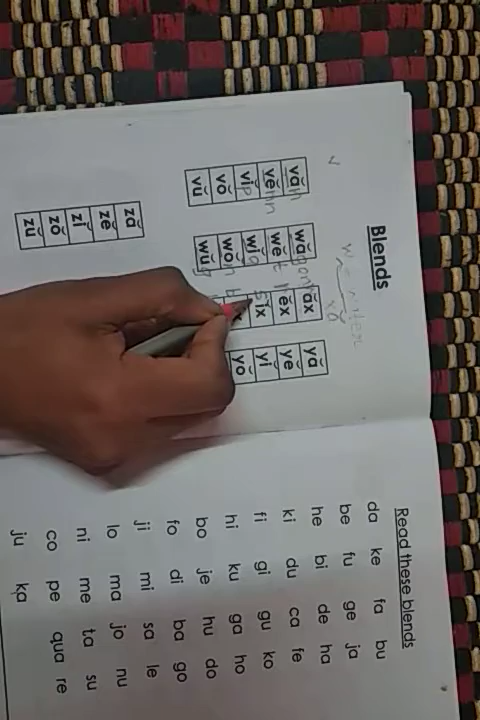 Blends
vă wă ăx yă
vĕ wĕ ĕx yĕ
vĭ wĭ sĭx yĭ
vŏ wŏ yŏ
vŭ wŭ
ză
zĕ
zĭ
zŏ
zŭ
Read these blends
da ke fa bu
be fu ge ja
he bi de ha
ki du ca fe
fi gi gu ko
hi ku ga ho
bo je hu do
fo di ba go
ji mi sa le
lo ma jo nu
ni me ta su
co pe qua re
ju ka